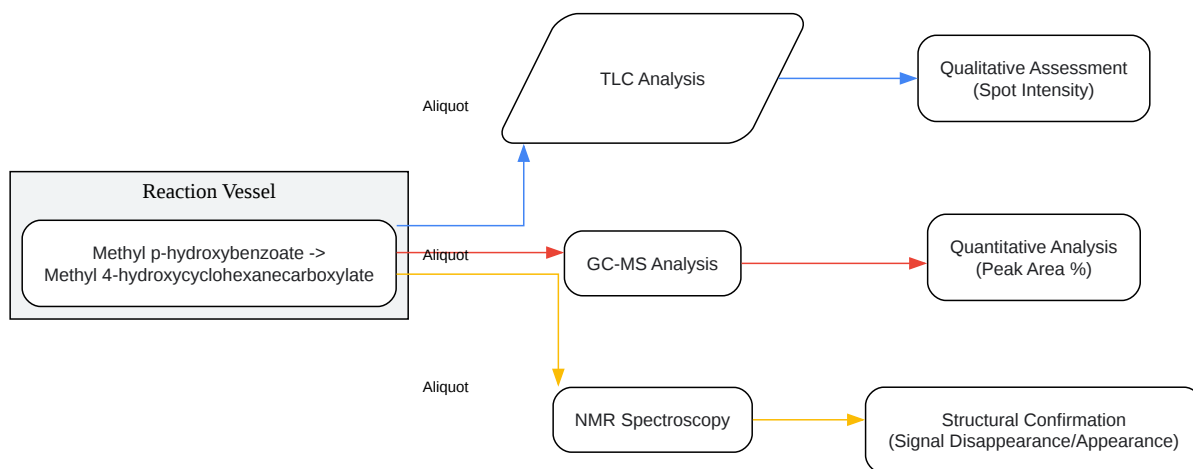 TLC Analysis
Qualitative Assessment
(Spot Intensity)
Aliquot
Reaction Vessel
Methyl p-hydroxybenzoate ->
Methyl 4-hydroxycyclohexanecarboxylate
Aliquot
GC-MS Analysis
Quantitative Analysis
(Peak Area %)
Aliquot
NMR Spectroscopy
Structural Confirmation
(Signal Disappearance/Appearance)